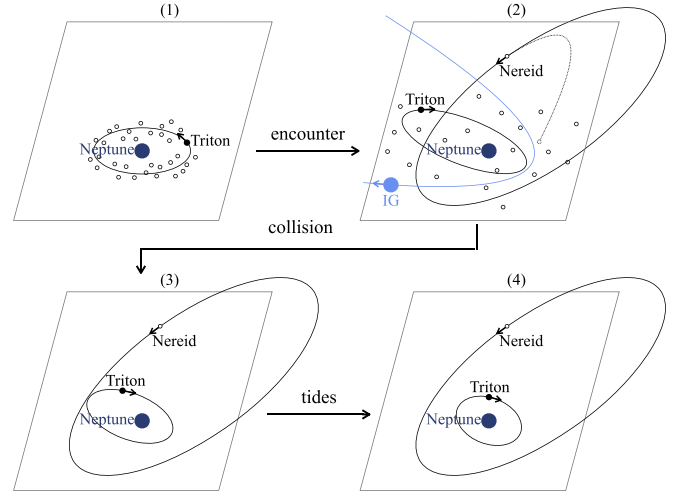 (1)
(2)
Neptune
Triton
encounter
Nereid
Triton
Neptune
IG
collision
(3)
(4)
Nereid
Triton
Neptune
tides
Nereid
Triton
Neptune